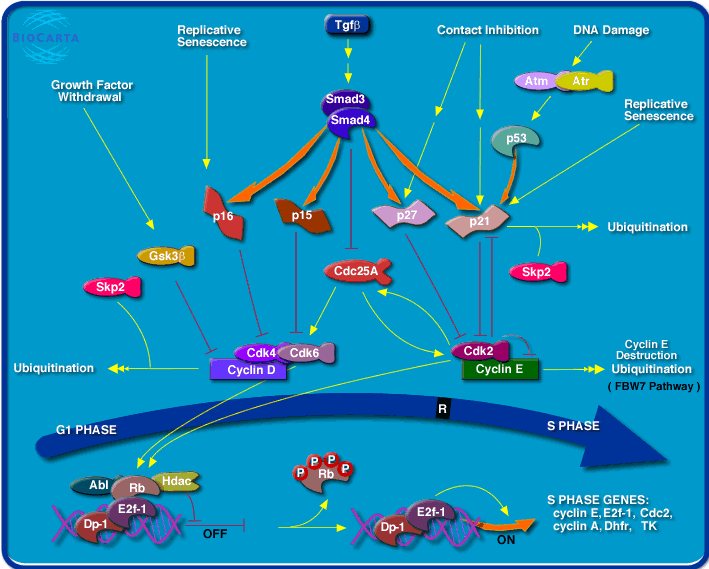 BIOCARTA
Tgfβ
Contact Inhibition
DNA Damage
Replicative
Senescence
Growth Factor
Withdrawal
Atm
Atr
Smad3
Smad4
Replicative
Senescence
p53
p16
p15
p27
p21
Ubiquitination
Gsk3β
Cdc25A
Skp2
Skp2
Cdk4
Cdk6
Cyclin D
Cdk2
Cyclin E
Ubiquitination
Cyclin E
Destruction
Ubiquitination
( FBW7 Pathway )
R
G1 PHASE
S PHASE
P
P
P
P
Rb
Abl
Rb
Hdac
E2f-1
Dp-1
OFF
E2f-1
Dp-1
ON
S PHASE GENES:
cyclin E, E2f-1, Cdc2,
cyclin A, Dhfr, TK